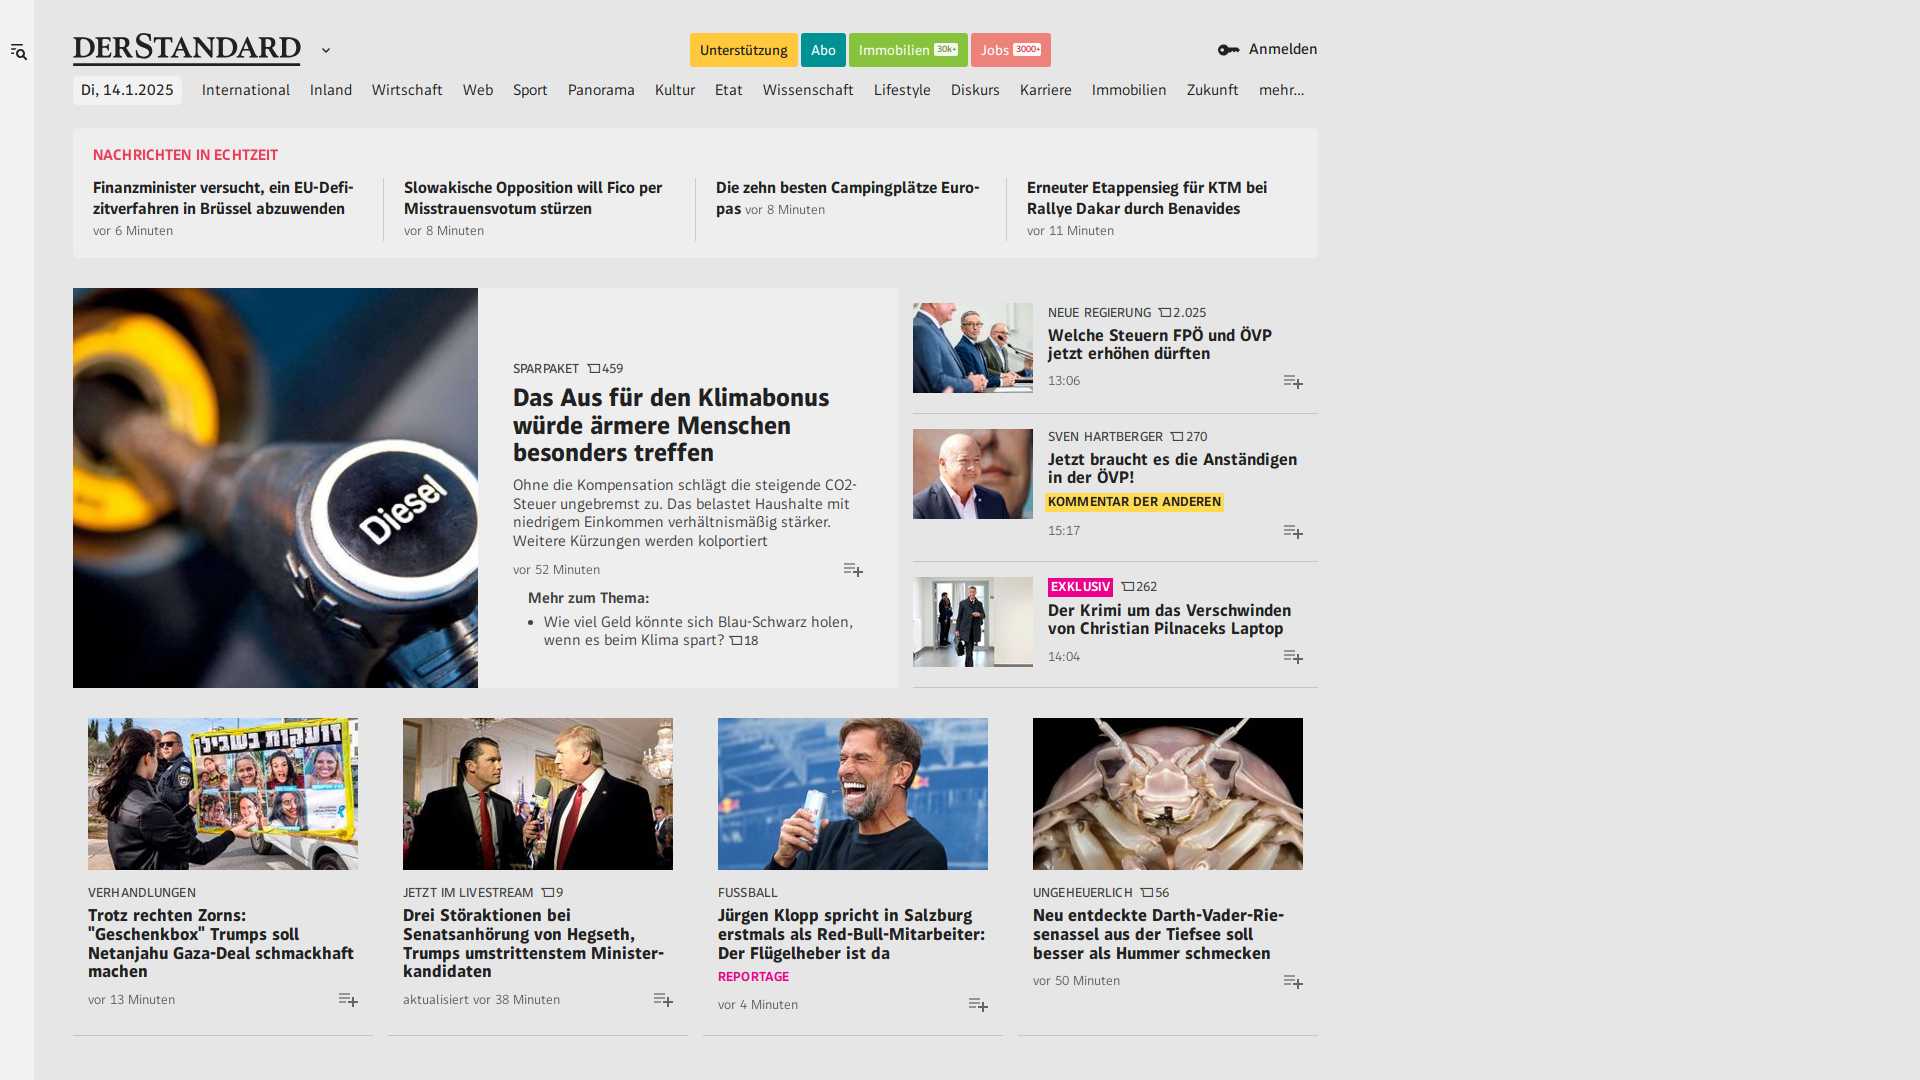 DERSTANDARD
Unterstützung
Abo
Immobilien 30k+
Jobs 3000+
Anmelden
Di, 14.1.2025
International
Inland
Wirtschaft
Web
Sport
Panorama
Kultur
Etat
Wissenschaft
Lifestyle
Diskurs
Karriere
Immobilien
Zukunft
mehr...
NACHRICHTEN IN ECHTZEIT
Finanzminister versucht, ein EU-Defi-
zitverfahren in Brüssel abzuwenden
vor 6 Minuten
Slowakische Opposition will Fico per
Misstrauensvotum stürzen
vor 8 Minuten
Die zehn besten Campingplätze Euro-
pas vor 8 Minuten
Erneuter Etappensieg für KTM bei
Rallye Dakar durch Benavides
vor 11 Minuten
Diesel
SPARPAKET 459
Das Aus für den Klimabonus
würde ärmere Menschen
besonders treffen
Ohne die Kompensation schlägt die steigende CO2-
Steuer ungebremst zu. Das belastet Haushalte mit
niedrigem Einkommen verhältnismäßig stärker.
Weitere Kürzungen werden kolportiert
vor 52 Minuten
Mehr zum Thema:
• Wie viel Geld könnte sich Blau-Schwarz holen,
wenn es beim Klima spart? 18
NEUE REGIERUNG 2.025
Welche Steuern FPÖ und ÖVP
jetzt erhöhen dürften
13:06
SVEN HARTBERGER 270
Jetzt braucht es die Anständigen
in der ÖVP!
KOMMENTAR DER ANDEREN
15:17
EXKLUSIV 262
Der Krimi um das Verschwinden
von Christian Pilnaceks Laptop
14:04
VERHANDLUNGEN
Trotz rechten Zorns:
"Geschenkbox" Trumps soll
Netanjahu Gaza-Deal schmackhaft
machen
vor 13 Minuten
JETZT IM LIVESTREAM 9
Drei Störaktionen bei
Senatsanhörung von Hegseth,
Trumps umstrittenstem Minister-
kandidaten
aktualisiert vor 38 Minuten
FUSSBALL
Jürgen Klopp spricht in Salzburg
erstmals als Red-Bull-Mitarbeiter:
Der Flügelheber ist da
REPORTAGE
vor 4 Minuten
UNGEHEUERLICH 56
Neu entdeckte Darth-Vader-Rie-
senassel aus der Tiefsee soll
besser als Hummer schmecken
vor 50 Minuten